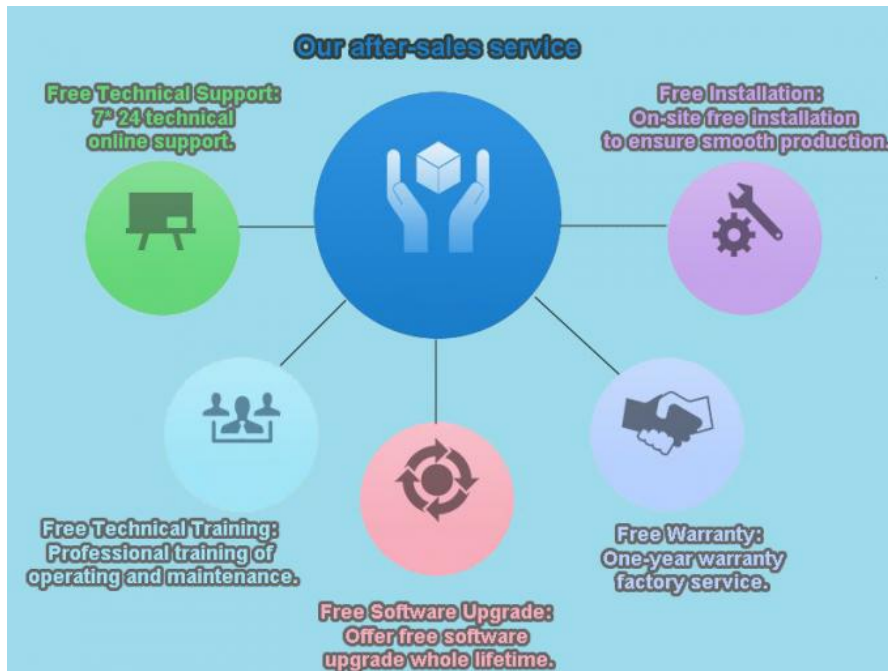 Our after-sales service
Free Technical Support:
7* 24 technical
online support.
Free Installation:
On-site free installation
to ensure smooth production.
Free Technical Training:
Professional training of
operating and maintenance.
Free Software Upgrade:
Offer free software
upgrade whole lifetime.
Free Warranty:
One-year warranty
factory service.